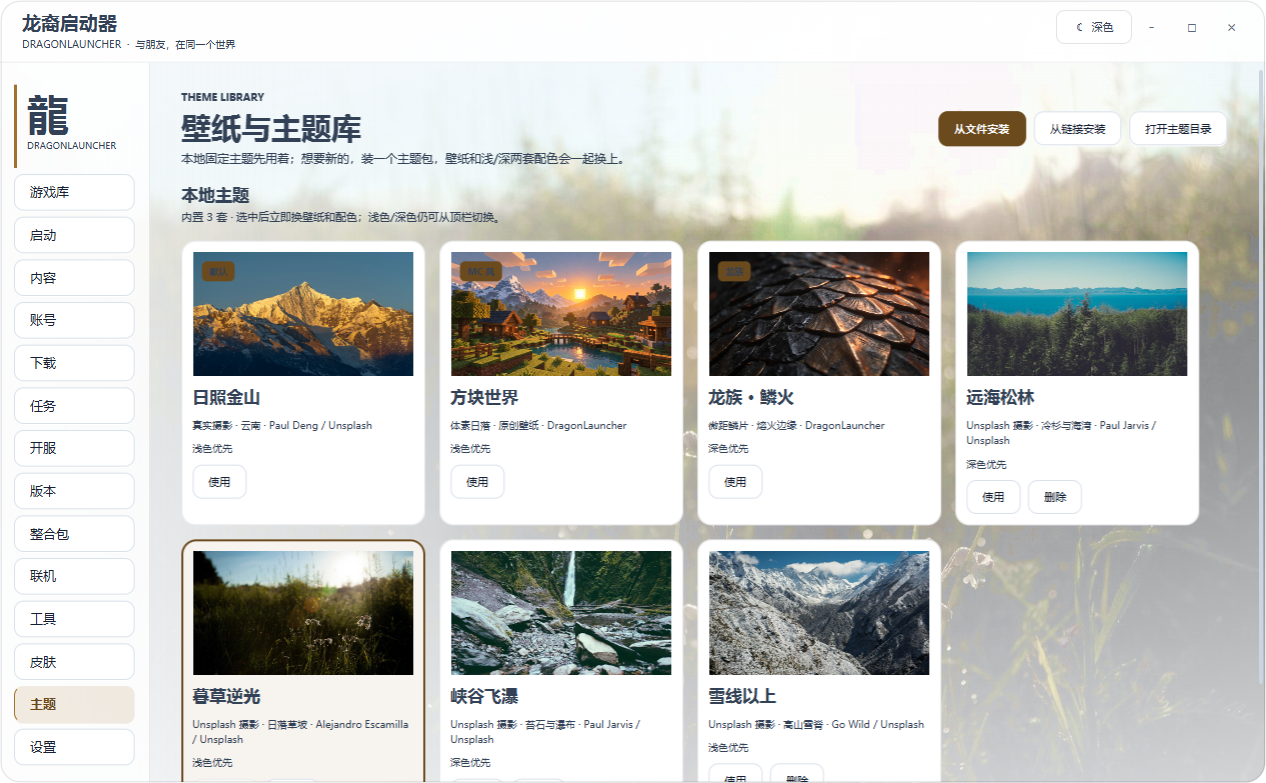 龙裔启动器
DRAGONLAUNCHER · 与朋友，在同一个世界
☾ 深色
龍
DRAGONLAUNCHER
游戏库
启动
内容
账号
下载
任务
开服
版本
整合包
联机
工具
皮肤
主题
设置
THEME LIBRARY
壁纸与主题库
本地固定主题先用着；想要新的，装一个主题包，壁纸和浅/深两套配色会一起换上。
从文件安装
从链接安装
打开主题目录
本地主题
内置 3 套 · 选中后立即换壁纸和配色；浅色/深色仍可从顶栏切换。
默认
日照金山
真实摄影 · 云南 · Paul Deng / Unsplash
浅色优先
使用
MC 风
方块世界
体素日落 · 原创壁纸 · DragonLauncher
浅色优先
使用
龙族 · 鳞火
微距鳞片 · 熔火边缘 · DragonLauncher
深色优先
使用
远海松林
Unsplash 摄影 · 冷杉与海湾 · Paul Jarvis /
Unsplash
深色优先
使用
删除
暮草逆光
Unsplash 摄影 · 日落草坡 · Alejandro Escamilla
/ Unsplash
浅色优先
峡谷飞瀑
Unsplash 摄影 · 苔石与瀑布 · Paul Jarvis /
Unsplash
深色优先
雪线以上
Unsplash 摄影 · 高山雪脊 · Go Wild / Unsplash
浅色优先
使用
删除